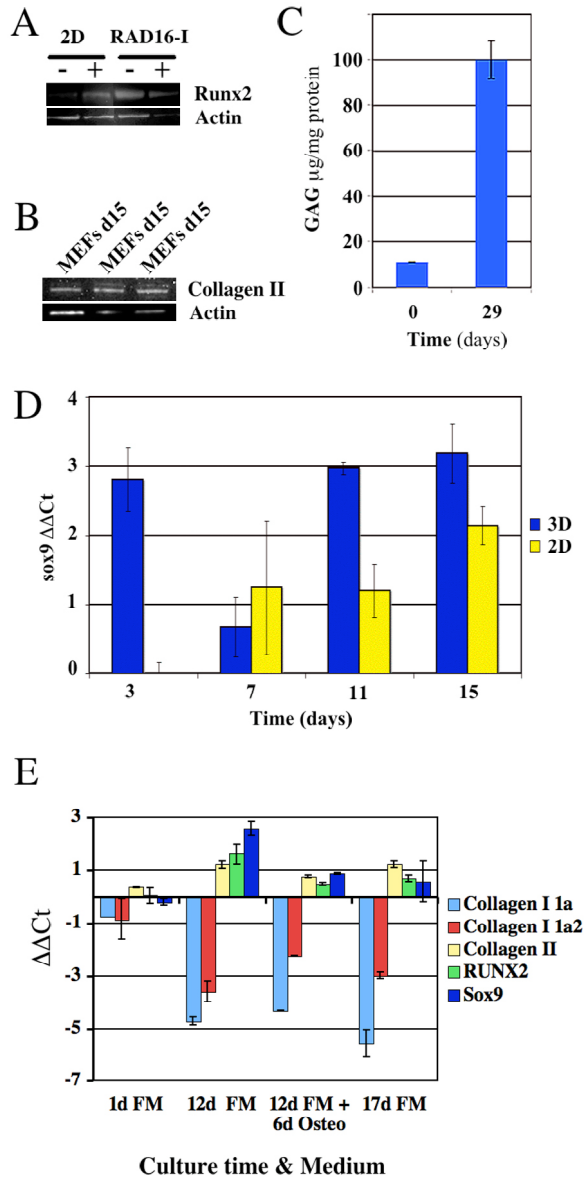 A
2D RAD16-I
- + - +
Runx2
Actin
B
MEFs d15 MEFs d15 MEFs d15
Collagen II
Actin
C
GAG µg/mg protein
120
100
80
60
40
20
0
0 29
Time (days)
D
sox9 ΔΔCt
4
3
2
1
0
3 7 11 15
Time (days)
3D
2D
E
ΔΔCt
3
1
-1
-3
-5
-7
1d FM 12d FM 12d FM + 6d Osteo 17d FM
Collagen I 1a
Collagen I 1a2
Collagen II
RUNX2
Sox9
Culture time & Medium